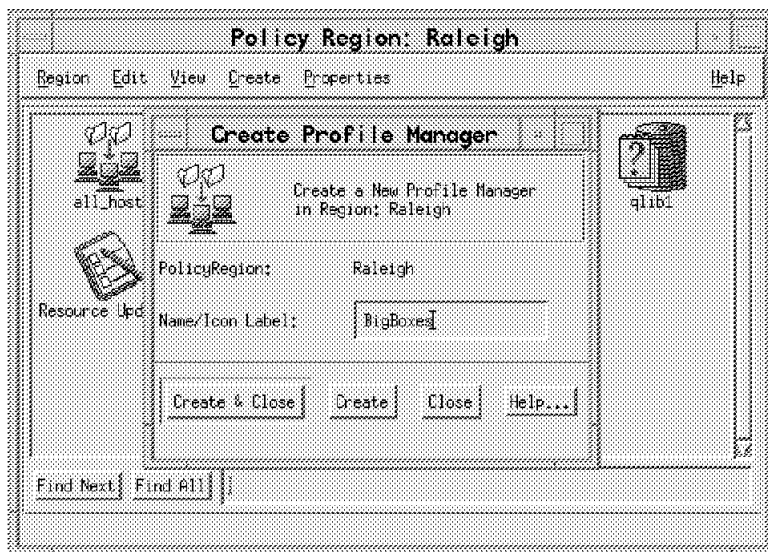 Policy Region: Raleigh
Region Edit View Create Properties Help
all_host
Create Profile Manager
qlib1
Create a New Profile Manager
in Region: Raleigh
PolicyRegion: Raleigh
Resource Upd
Name/Icon Label: BigBoxes
Create & Close Create Close Help...
Find Next Find All